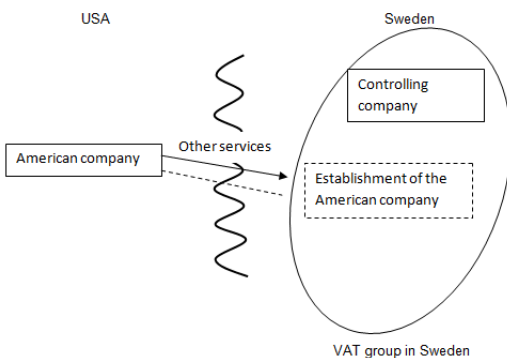 USA
Sweden
Controlling
company
Other services
American company
Establishment of the
American company
VAT group in Sweden